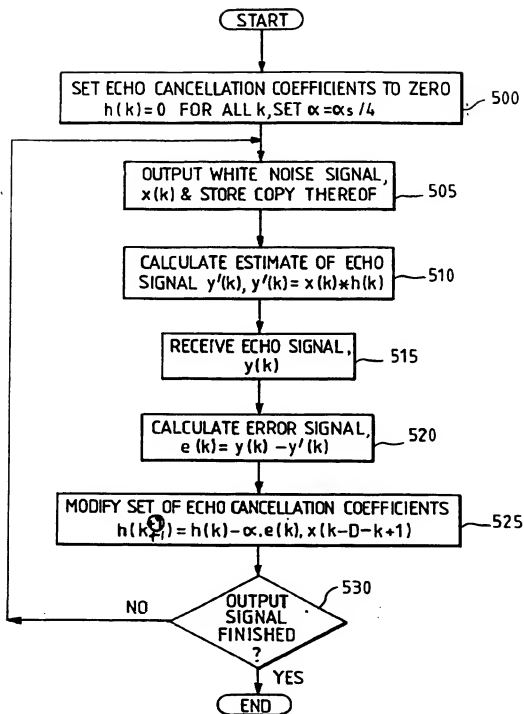 START
SET ECHO CANCELLATION COEFFICIENTS TO ZERO
h(k)=0 FOR ALL k, SET α=αs/4
500
OUTPUT WHITE NOISE SIGNAL,
x(k) & STORE COPY THEREOF
505
CALCULATE ESTIMATE OF ECHO
SIGNAL y'(k), y'(k)= x(k)*h(k)
510
RECEIVE ECHO SIGNAL,
y(k)
515
CALCULATE ERROR SIGNAL,
e(k)= y(k) -y'(k)
520
MODIFY SET OF ECHO CANCELLATION COEFFICIENTS
h(k+1)= h(k)-α.e(k), x(k-D-k+1)
525
530
OUTPUT
SIGNAL
FINISHED
?
NO
YES
END